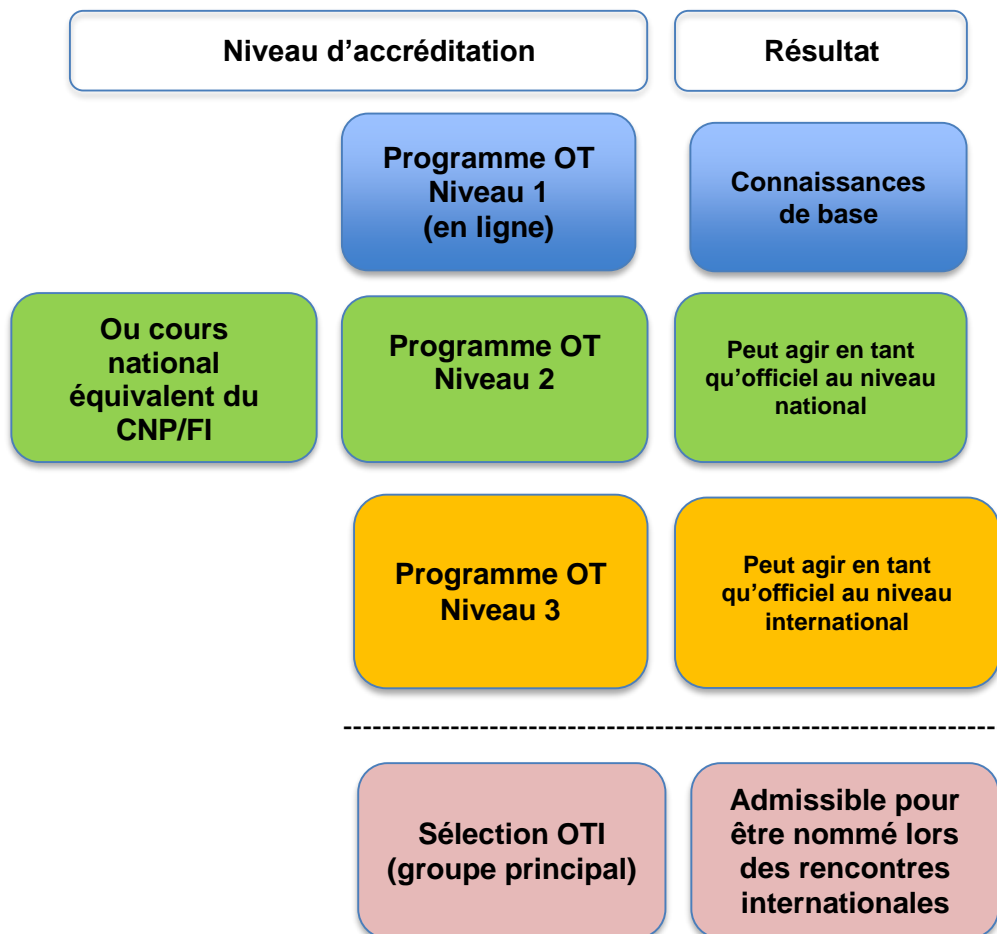 Niveau d’accréditation
Résultat
Programme OT
Niveau 1
(en ligne)
Connaissances
de base
Ou cours
national
équivalent du
CNP/FI
Programme OT
Niveau 2
Peut agir en tant
qu’officiel au niveau
national
Programme OT
Niveau 3
Peut agir en tant
qu’officiel au niveau
international
Sélection OTI
(groupe principal)
Admissible pour
être nommé lors
des rencontres
internationales